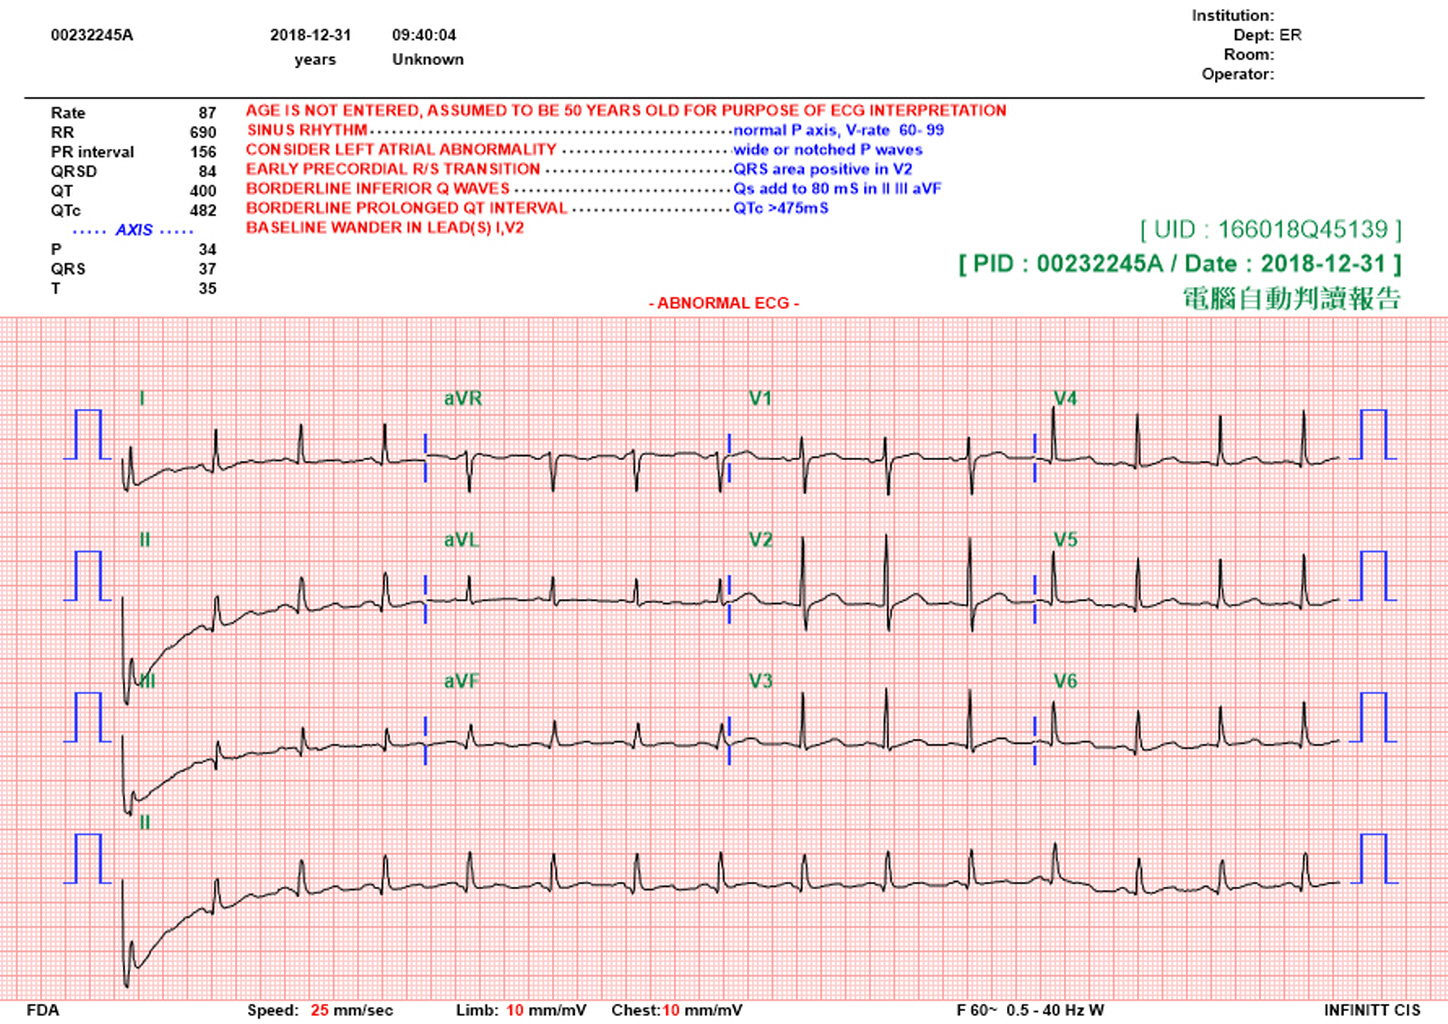 Institution:
00232245A 2018-12-31 09:40:04 Dept: ER
years Unknown Room:
Operator:
Rate 87 AGE IS NOT ENTERED, ASSUMED TO BE 50 YEARS OLD FOR PURPOSE OF ECG INTERPRETATION
RR 690 SINUS RHYTHM normal P axis, V-rate 60- 99
PR interval 156 CONSIDER LEFT ATRIAL ABNORMALITY wide or notched P waves
QRSD 84 EARLY PRECORDIAL R/S TRANSITION QRS area positive in V2
QT 400 BORDERLINE INFERIOR Q WAVES Qs add to 80 mS in II III aVF
QTc 482 BORDERLINE PROLONGED QT INTERVAL QTc >475mS
····· AXIS ····· BASELINE WANDER IN LEAD(S) I,V2
[ UID : 166018Q45139 ]
P 34
QRS 37 [ PID : 00232245A / Date : 2018-12-31 ]
T 35
- ABNORMAL ECG - 電腦自動判讀報告
I aVR V1 V4
II aVL V2 V5
III aVF V3 V6
II
FDA Speed: 25 mm/sec Limb: 10 mm/mV Chest:10 mm/mV F 60~ 0.5 - 40 Hz W INFINITT CIS